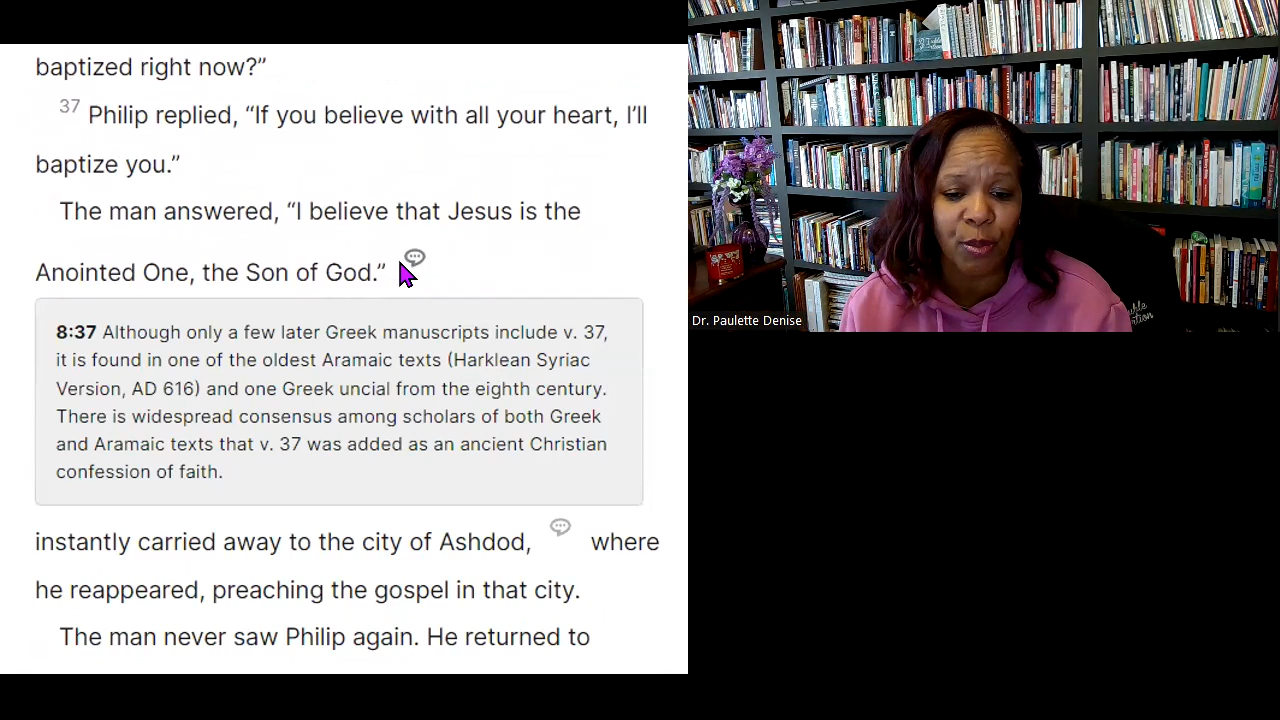 baptized right now?”
37 Philip replied, “If you believe with all your heart, I’ll
baptize you.”
The man answered, “I believe that Jesus is the
Anointed One, the Son of God.”
8:37 Although only a few later Greek manuscripts include v. 37,
it is found in one of the oldest Aramaic texts (Harklean Syriac
Version, AD 616) and one Greek uncial from the eighth century.
There is widespread consensus among scholars of both Greek
and Aramaic texts that v. 37 was added as an ancient Christian
confession of faith.
instantly carried away to the city of Ashdod, where
he reappeared, preaching the gospel in that city.
The man never saw Philip again. He returned to
Dr. Paulette Denise